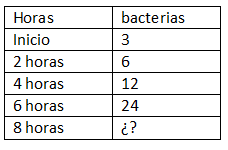 Horas bacterias
Inicio 3
2 horas 6
4 horas 12
6 horas 24
8 horas ¿?